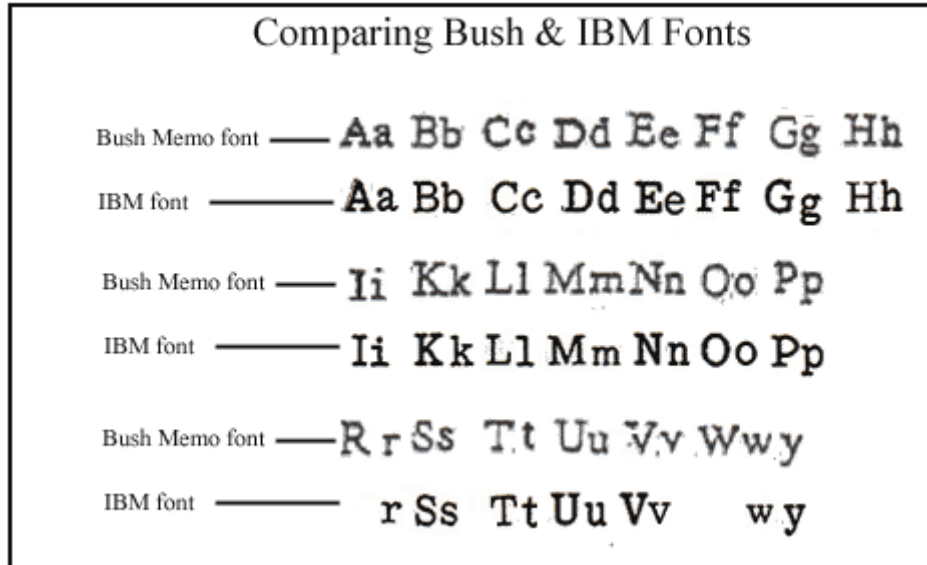 Comparing Bush & IBM Fonts
Bush Memo font Aa Bb Cc Dd Ee Ff Gg Hh
IBM font Aa Bb Cc Dd Ee Ff Gg Hh
Bush Memo font Ii Kk Ll Mm Nn Oo Pp
IBM font Ii Kk Ll Mm Nn Oo Pp
Bush Memo font R r Ss Tt Uu Vv Ww y
IBM font r Ss Tt Uu Vv w y